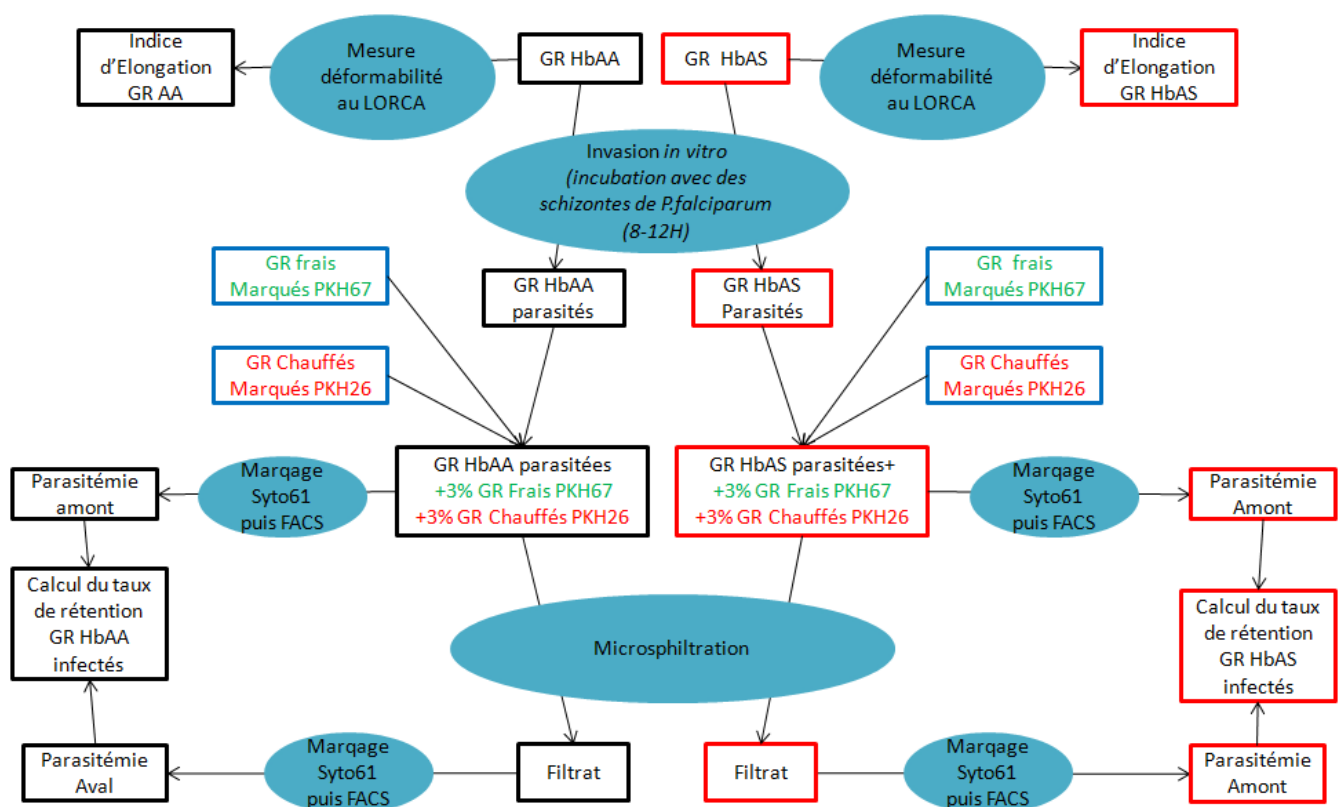 Indice
d'Elongation
GR AA
Mesure
déformabilité
au LORCA
GR HbAA
GR HbAS
Mesure
déformabilité
au LORCA
Indice
d'Elongation
GR HbAS
Invasion in vitro
(incubation avec des
schizontes de P.falciparum
(8-12H)
GR frais
Marqués PKH67
GR HbAA
parasités
GR HbAS
Parasités
GR frais
Marqués PKH67
GR Chauffés
Marqués PKH26
GR Chauffés
Marqués PKH26
Parasitémie
amont
Marqage
Syto61
puis FACS
GR HbAA parasitées
+3% GR Frais PKH67
+3% GR Chauffés PKH26
GR HbAS parasitées+
+3% GR Frais PKH67
+3% GR Chauffés PKH26
Marqage
Syto61
puis FACS
Parasitémie
Amont
Calcul du taux
de rétention
GR HbAA
infectés
Microsphiltration
Calcul du taux
de rétention
GR HbAS
infectés
Parasitémie
Aval
Marqage
Syto61
puis FACS
Filtrat
Filtrat
Marqage
Syto61
puis FACS
Parasitémie
Amont